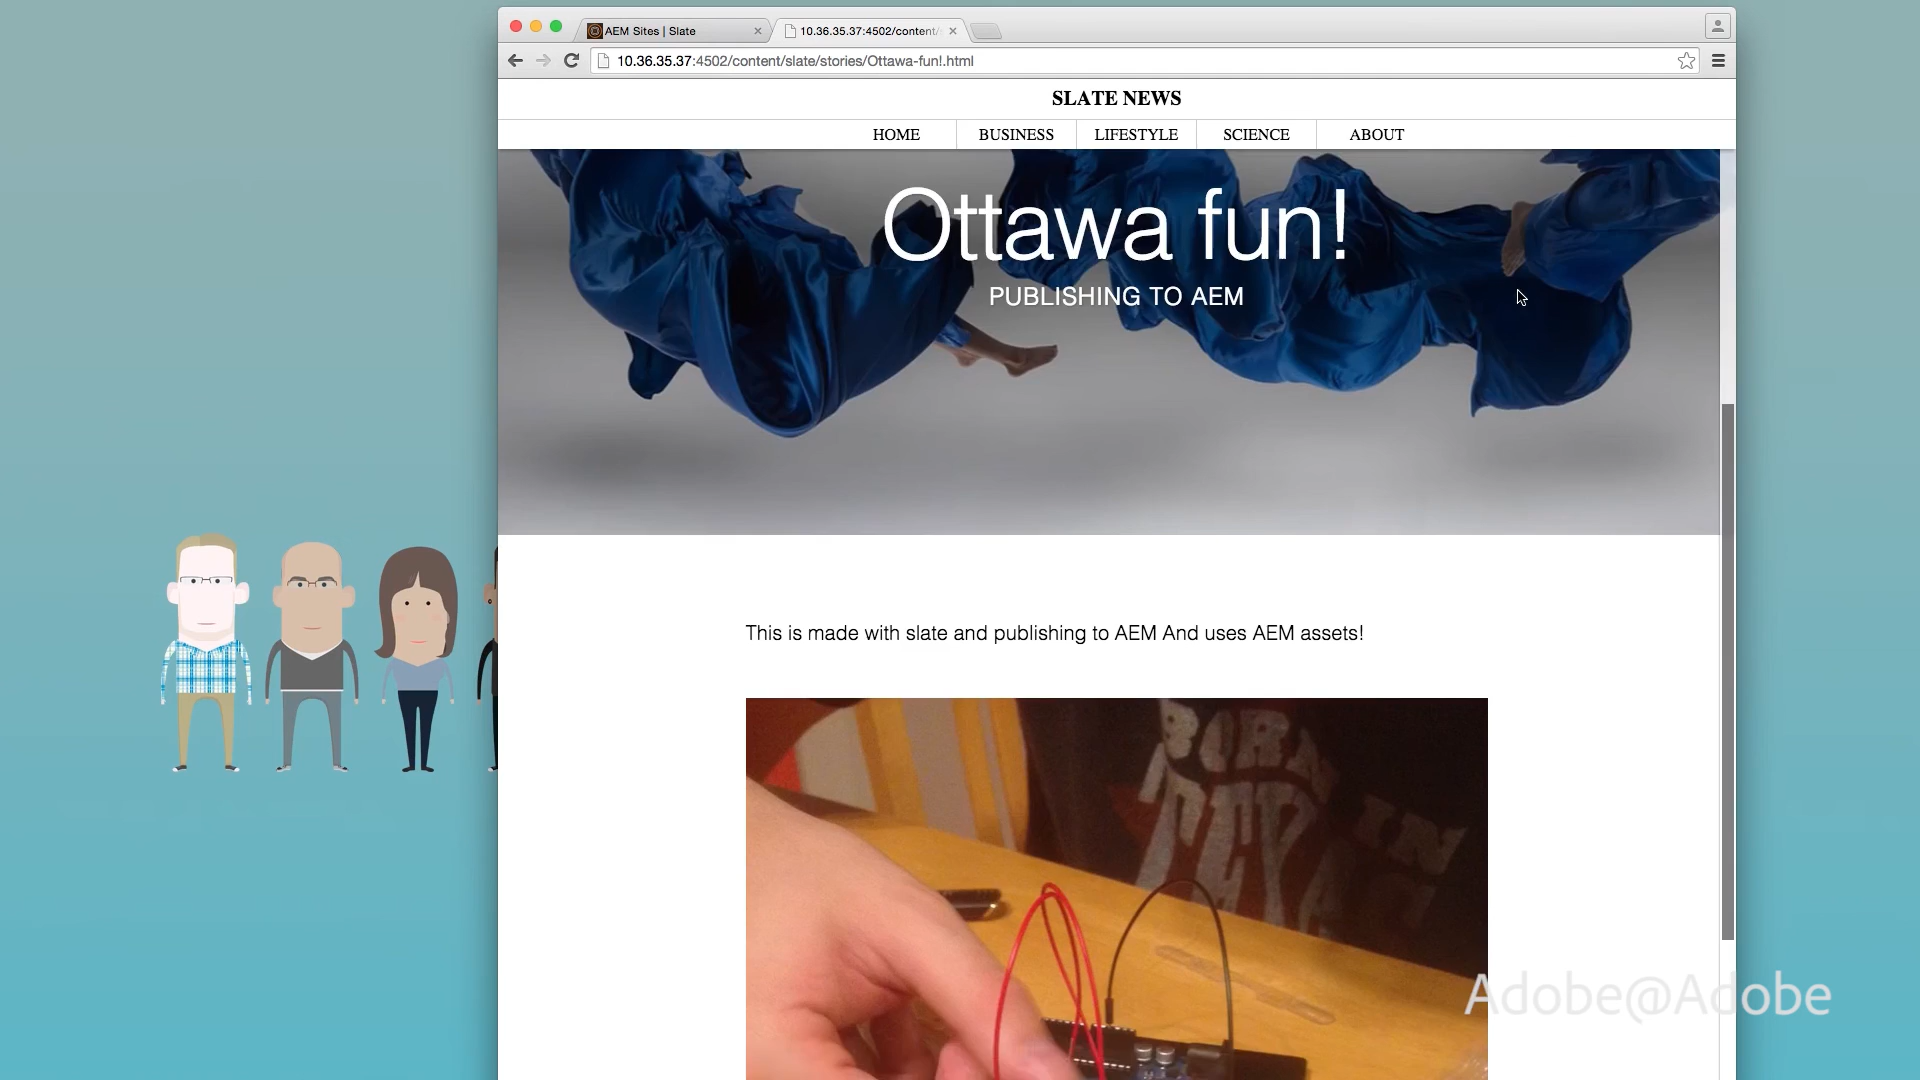 AEM Sites | Slate
10.36.35.37:4502/content/
10.36.35.37:4502/content/slate/stories/Ottawa-fun!.html
SLATE NEWS
HOME
BUSINESS
LIFESTYLE
SCIENCE
ABOUT
Ottawa fun!
PUBLISHING TO AEM
This is made with slate and publishing to AEM And uses AEM assets!
BORN
IN
Adobe@Adobe